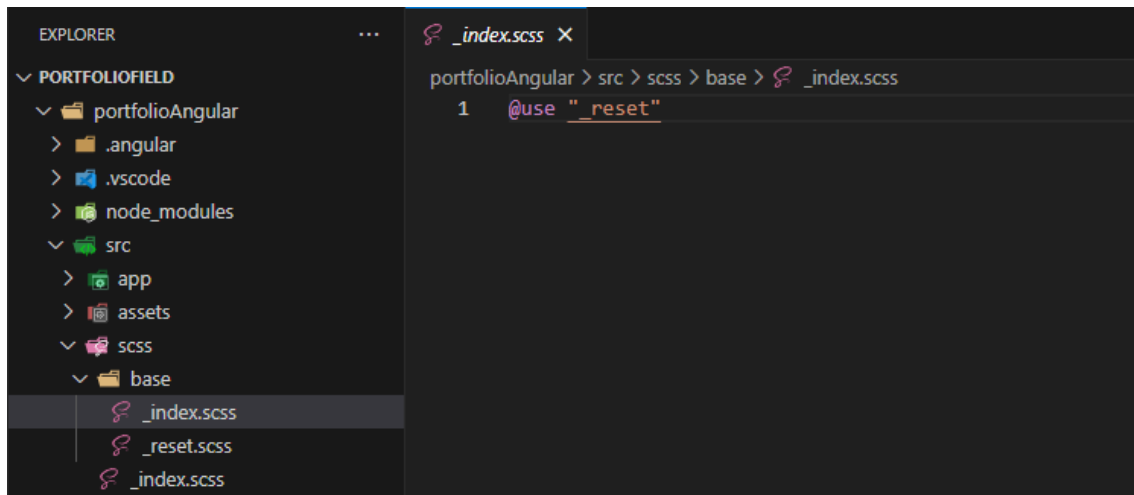 EXPLORER
PORTFOLIOFIELD
portfolioAngular
.angular
.vscode
node_modules
src
app
assets
scss
base
_index.scss
_reset.scss
_index.scss
_index.scss
portfolioAngular > src > scss > base > _index.scss
1 @use "_reset"